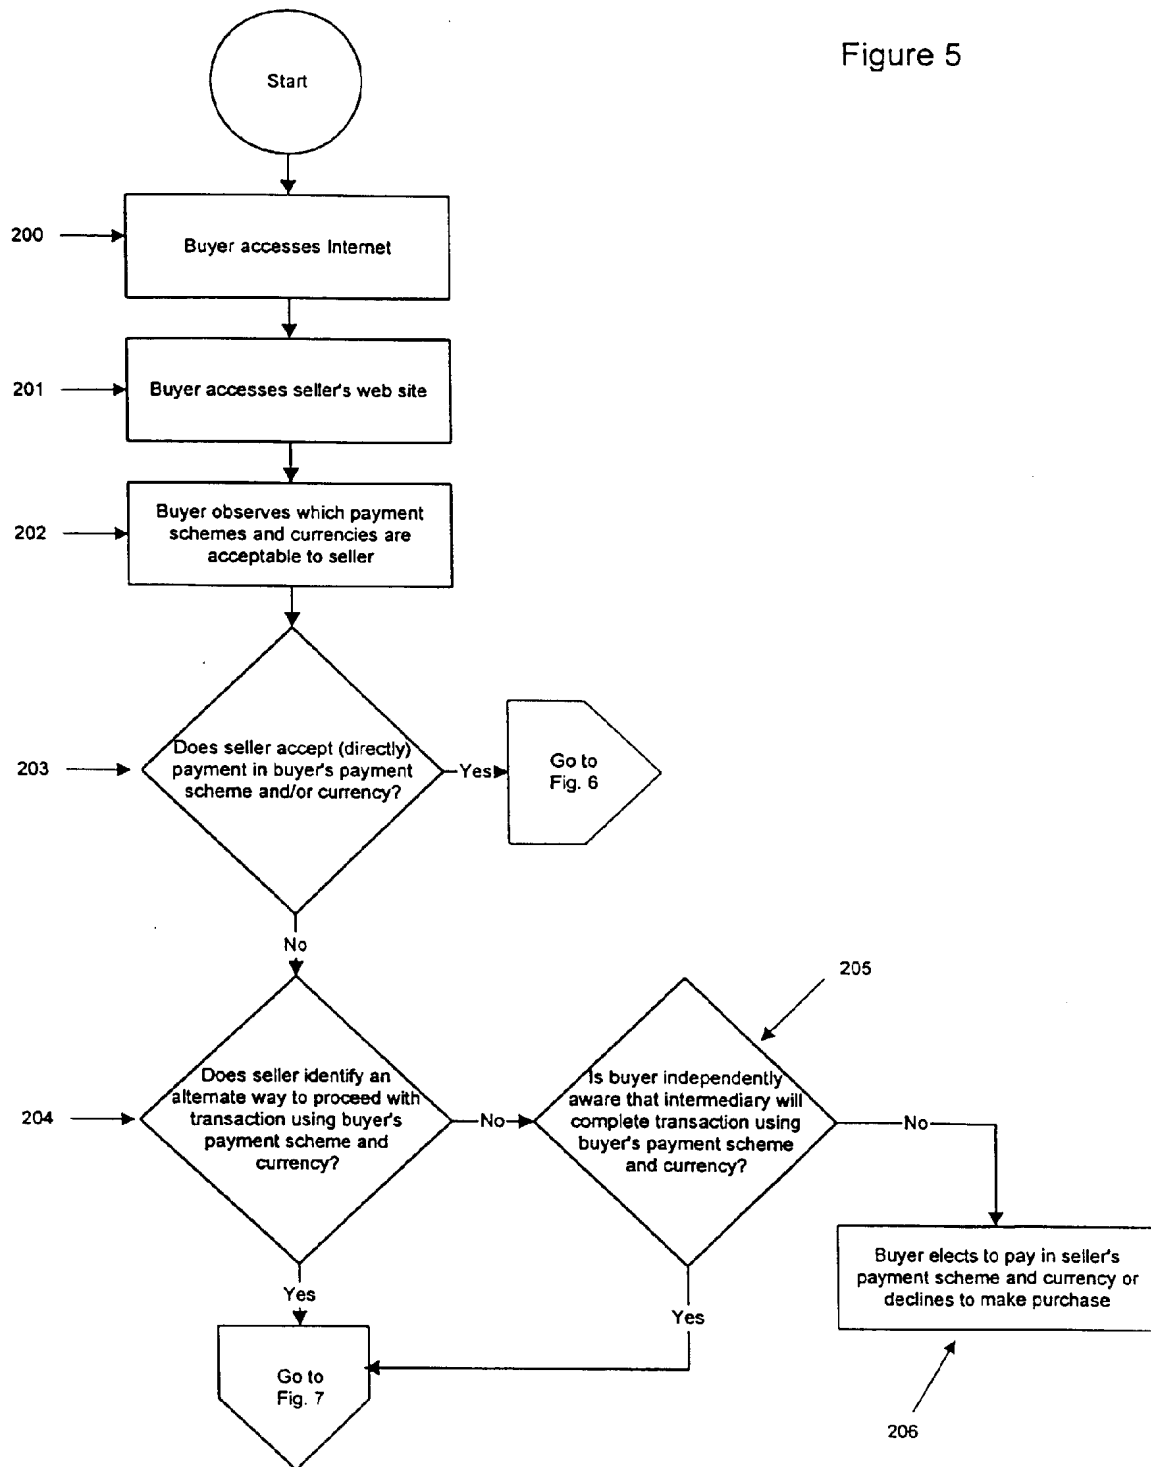 Figure 5
Start
200
Buyer accesses Internet
201
Buyer accesses seller's web site
202
Buyer observes which payment
schemes and currencies are
acceptable to seller
203
Does seller accept (directly)
payment in buyer's payment
scheme and/or currency?
Yes
Go to
Fig. 6
No
204
Does seller identify an
alternate way to proceed with
transaction using buyer's
payment scheme and
currency?
No
205
Is buyer independently
aware that intermediary will
complete transaction using
buyer's payment scheme
and currency?
No
Buyer elects to pay in seller's
payment scheme and currency or
declines to make purchase
206
Yes
Yes
Go to
Fig. 7